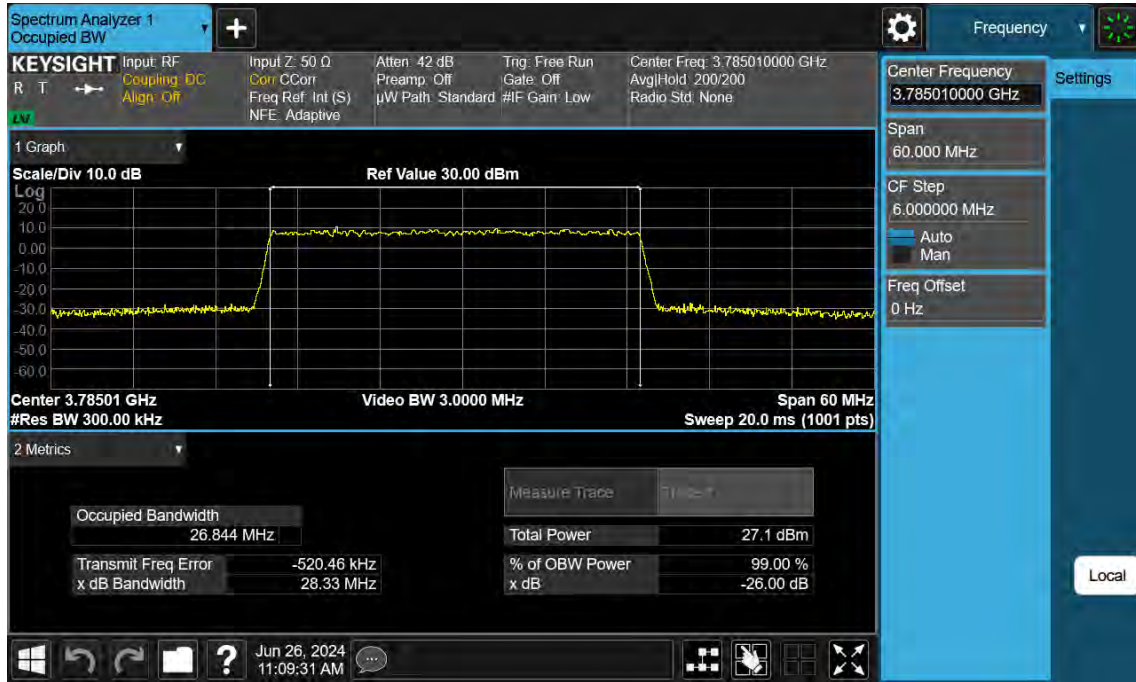 Spectrum Analyzer 1
Occupied BW
+
Frequency
KEYSIGHT
R T
LXI
Input: RF
Coupling: DC
Align: Off
Input Z: 50 Ω
Corr CCorr
Freq Ref: Int (S)
NFE: Adaptive
Atten: 42 dB
Preamp: Off
µW Path: Standard
Trig: Free Run
Gate: Off
#IF Gain: Low
Center Freq: 3.785010000 GHz
Avg|Hold: 200/200
Radio Std: None
Center Frequency
3.785010000 GHz
Settings
Span
60.000 MHz
CF Step
6.000000 MHz
Auto
Man
Freq Offset
0 Hz
Local
1 Graph
Scale/Div 10.0 dB
Ref Value 30.00 dBm
Log
20.0
10.0
0.00
-10.0
-20.0
-30.0
-40.0
-50.0
-60.0
Center 3.78501 GHz
Video BW 3.0000 MHz
Span 60 MHz
#Res BW 300.00 kHz
Sweep 20.0 ms (1001 pts)
2 Metrics
Measure Trace
Occupied Bandwidth
26.844 MHz
Total Power 27.1 dBm
Transmit Freq Error -520.46 kHz
% of OBW Power 99.00 %
x dB Bandwidth 28.33 MHz
x dB -26.00 dB
?
Jun 26, 2024
11:09:31 AM